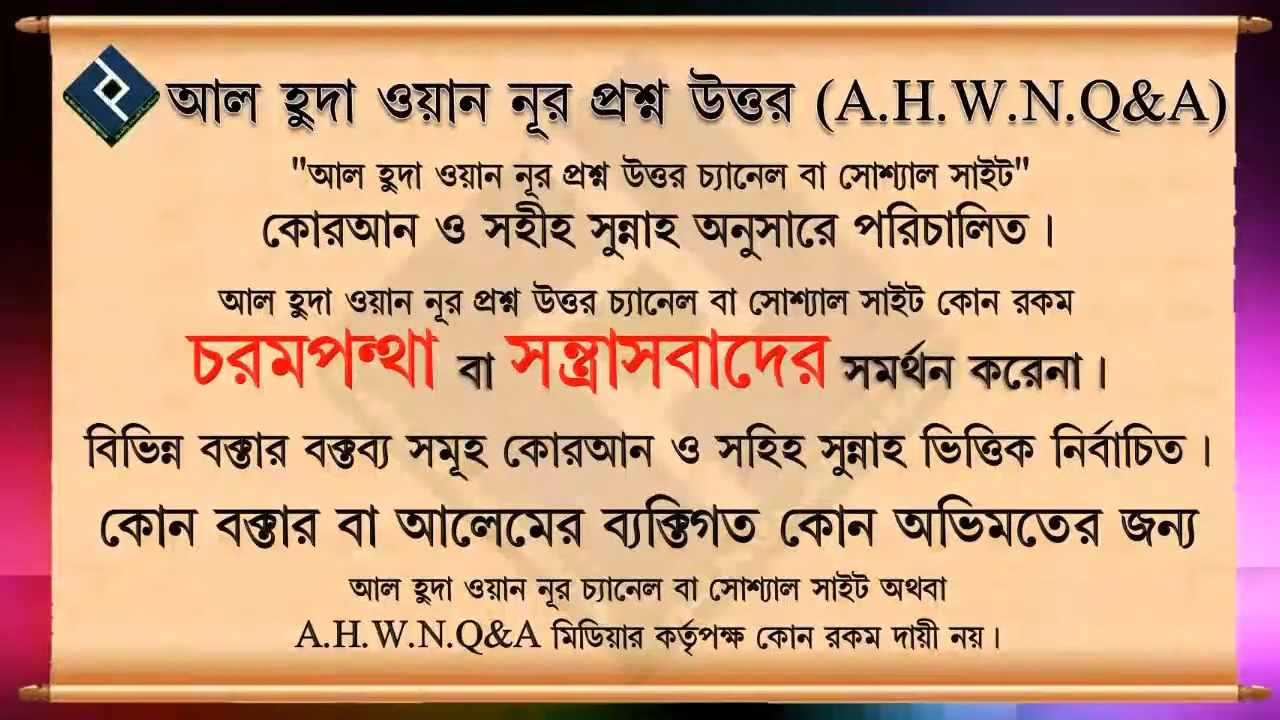 আল হুদা ওয়ান নূর প্রশ্ন উত্তর (A.H.W.N.Q&A)
"আল হুদা ওয়ান নূর প্রশ্ন উত্তর চ্যানেল বা সোশ্যাল সাইট"
কোরআন ও সহীহ সুন্নাহ অনুসারে পরিচালিত।
আল হুদা ওয়ান নূর প্রশ্ন উত্তর চ্যানেল বা সোশ্যাল সাইট কোন রকম
চরমপন্থা বা সন্ত্রাসবাদের সমর্থন করেনা।
বিভিন্ন বক্তার বক্তব্য সমূহ কোরআন ও সহিহ সুন্নাহ ভিত্তিক নির্বাচিত।
কোন বক্তার বা আলেমের ব্যক্তিগত কোন অভিমতের জন্য
আল হুদা ওয়ান নূর চ্যানেল বা সোশ্যাল সাইট অথবা
A.H.W.N.Q&A মিডিয়ার কর্তৃপক্ষ কোন রকম দায়ী নয়।